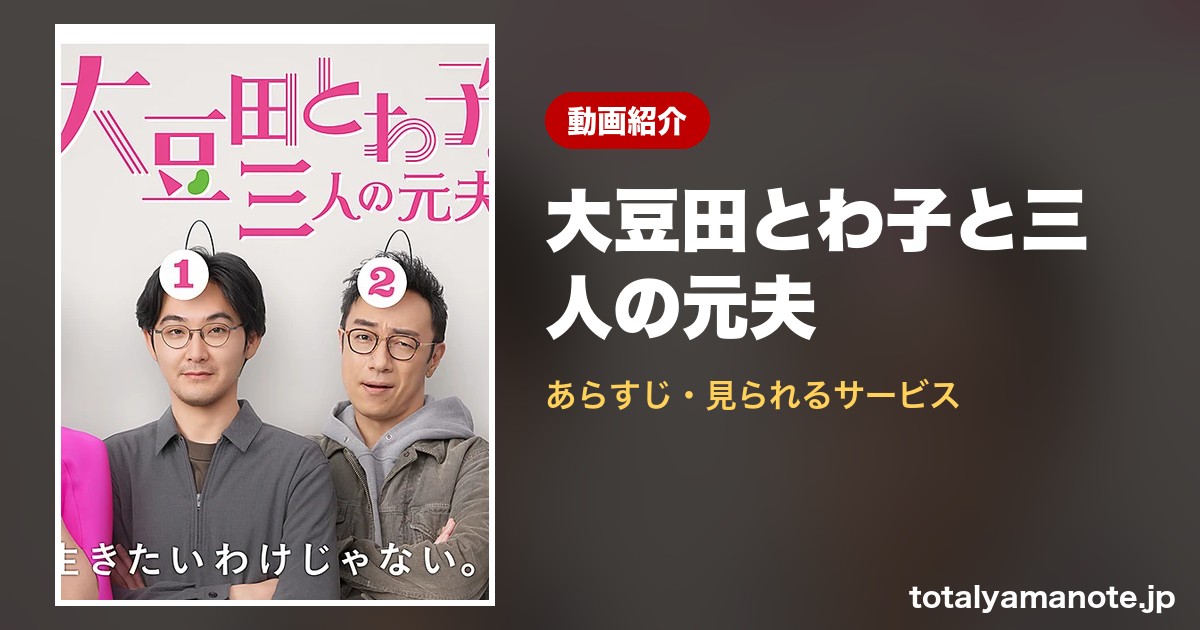 大豆田とわ子
三人の元夫
1
2
生きたいわけじゃない。
動画紹介
大豆田とわ子と三
人の元夫
あらすじ・見られるサービス
totalyamanote.jp